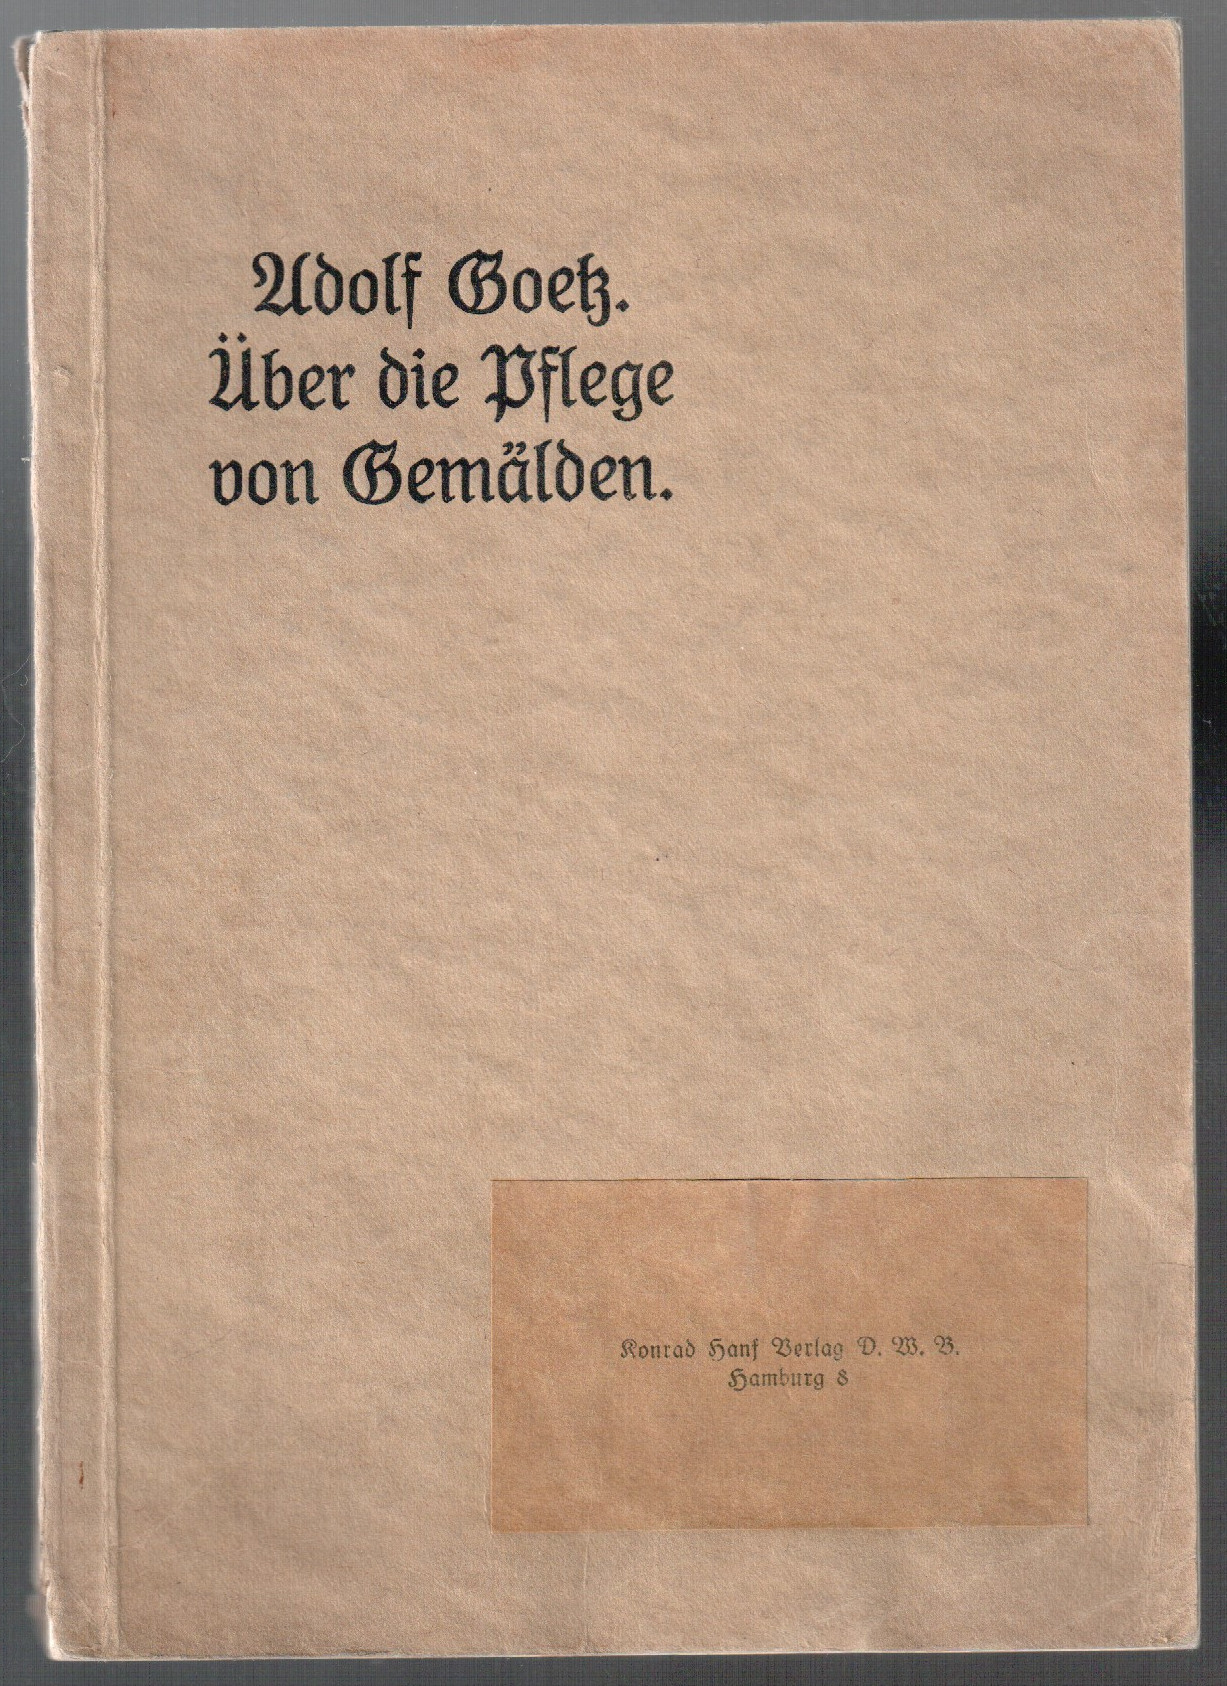 Adolf Goetz.
Über die Pflege
von Gemälden.
Konrad Hanf Verlag D. W. B.
Hamburg 8